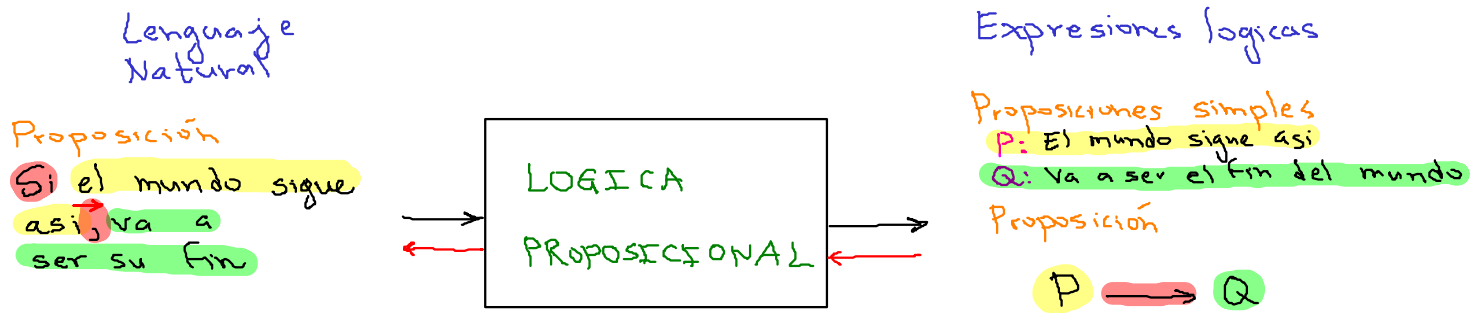 Lenguaje
Natural
Proposición
Si el mundo sigue
asi, va a
ser su fin
LOGICA
PROPOSICIONAL
Expresiones logicas
Proposiciones simples
P: El mundo sigue asi
Q: Va a ser el fin del mundo
Proposición
P → Q